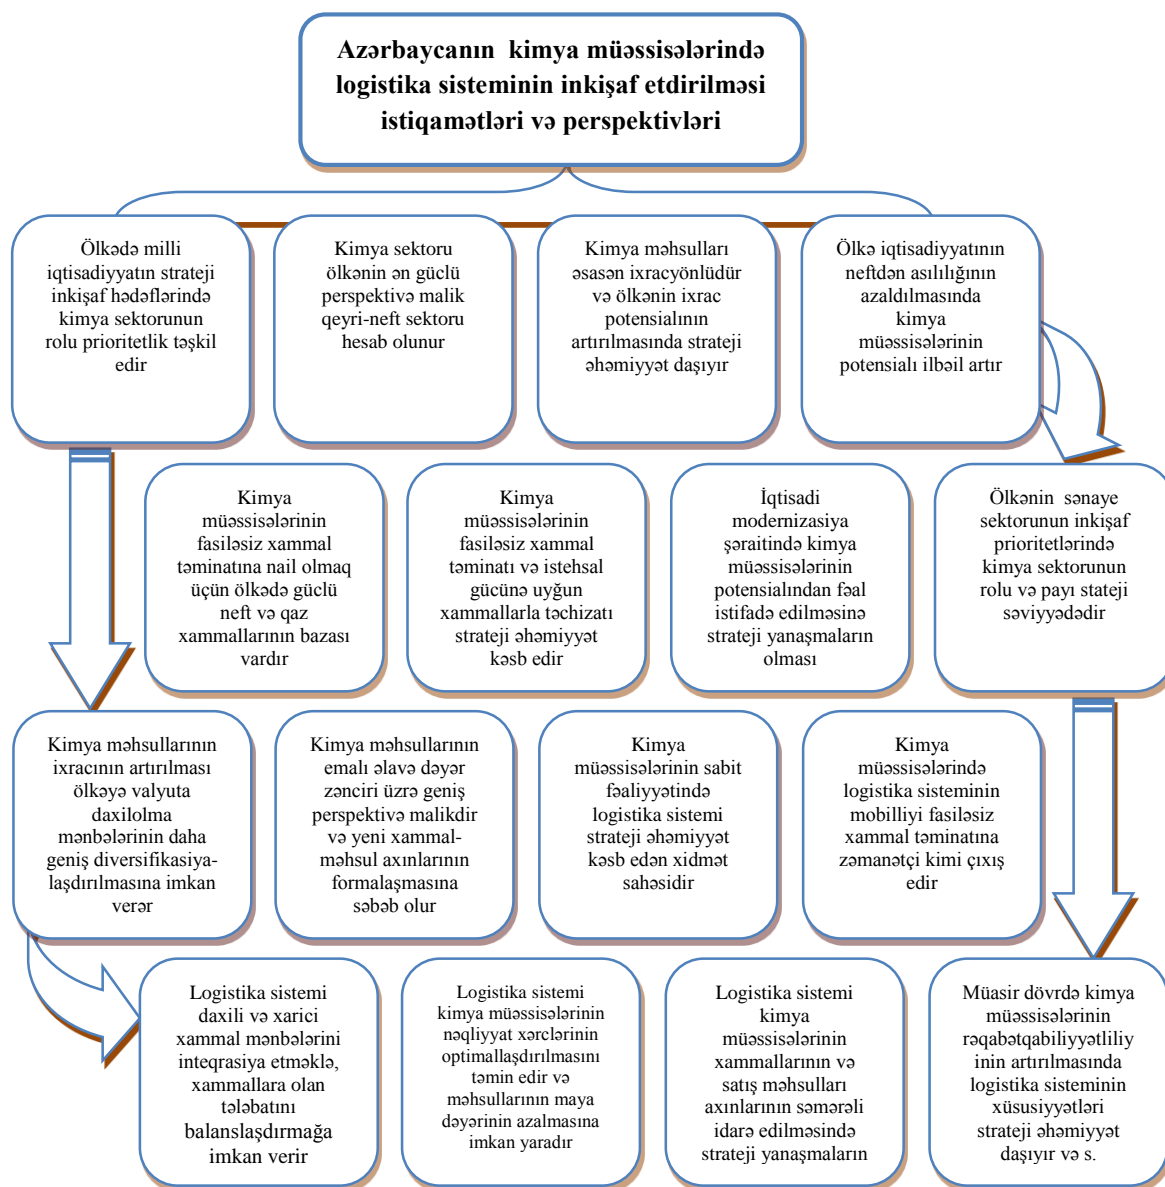 Azərbaycanın kimya müəssisələrində
logistika sisteminin inkişaf etdirilməsi
istiqamətləri və perspektivləri
Ölkədə milli
iqtisadiyyatın strateji
inkişaf hədəflərində
kimya sektorunun
rolu prioritetlik təşkil
edir
Kimya sektoru
ölkənin ən güclü
perspektivə malik
qeyri-neft sektoru
hesab olunur
Kimya məhsulları
əsasən ixracyönlüdür
və ölkənin ixrac
potensialının
artırılmasında strateji
əhəmiyyət daşıyır
Ölkə iqtisadiyyatının
neftdən asılılığının
azaldılmasında
kimya
müəssisələrinin
potensialı ilbəil artır
Kimya
müəssisələrinin
fasiləsiz xammal
təminatına nail olmaq
üçün ölkədə güclü
neft və qaz
xammallarının bazası
vardır
Kimya
müəssisələrinin
fasiləsiz xammal
təminatı və istehsal
gücünə uyğun
xammallarla təchizatı
strateji əhəmiyyət
kəsb edir
İqtisadi
modernizasiya
şəraitində kimya
müəssisələrinin
potensialından fəal
istifadə edilməsinə
strateji yanaşmaların
olması
Ölkənin sənaye
sektorunun inkişaf
prioritetlərində
kimya sektorunun
rolu və payı stateji
səviyyədədir
Kimya məhsullarının
ixracının artırılması
ölkəyə valyuta
daxilolma
mənbələrinin daha
geniş diversifikasiya-
laşdırılmasına imkan
verər
Kimya məhsullarının
emalı əlavə dəyər
zənciri üzrə geniş
perspektivə malikdir
və yeni xammal-
məhsul axınlarının
formalaşmasına
səbəb olur
Kimya
müəssisələrinin sabit
fəaliyyətində
logistika sistemi
strateji əhəmiyyət
kəsb edən xidmət
sahəsidir
Kimya
müəssisələrində
logistika sisteminin
mobilliyi fasiləsiz
xammal təminatına
zəmanətçi kimi çıxış
edir
Logistika sistemi
daxili və xarici
xammal mənbələrini
inteqrasiya etməklə,
xammallara olan
tələbatını
balanslaşdırmağa
imkan verir
Logistika sistemi
kimya müəssisələrinin
nəqliyyat xərclərinin
optimallaşdırılmasını
təmin edir və
məhsullarının maya
dəyərinin azalmasına
imkan yaradır
Logistika sistemi
kimya
müəssisələrinin
xammallarının və
satış məhsulları
axınlarının səmərəli
idarə edilməsində
strateji yanaşmaların
Müasir dövrdə kimya
müəssisələrinin
rəqabətqabiliyyətliliy
inin artırılmasında
logistika sisteminin
xüsusiyyətləri
strateji əhəmiyyət
daşıyır və s.